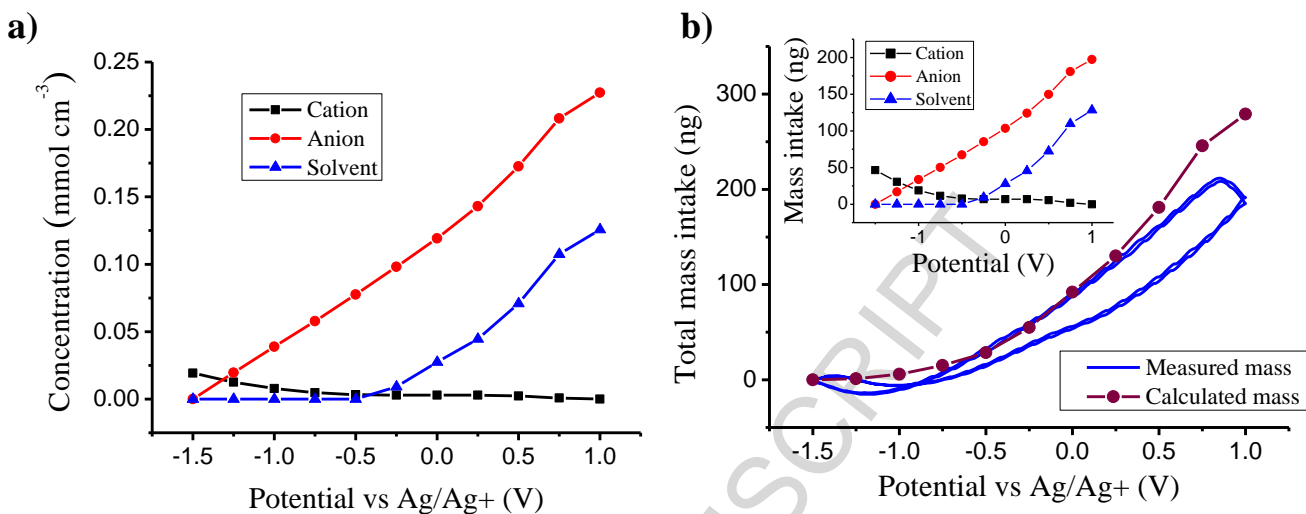 a)
Concentration (mmol cm⁻³)
0.25
0.20
0.15
0.10
0.05
0.00
Cation
Anion
Solvent
-1.5 -1.0 -0.5 0.0 0.5 1.0
Potential vs Ag/Ag+ (V)
b)
Total mass intake (ng)
300
200
100
0
Mass intake (ng)
200
150
100
50
0
Cation
Anion
Solvent
-1 0 1
Potential (V)
Measured mass
Calculated mass
-1.5 -1.0 -0.5 0.0 0.5 1.0
Potential vs Ag/Ag+ (V)